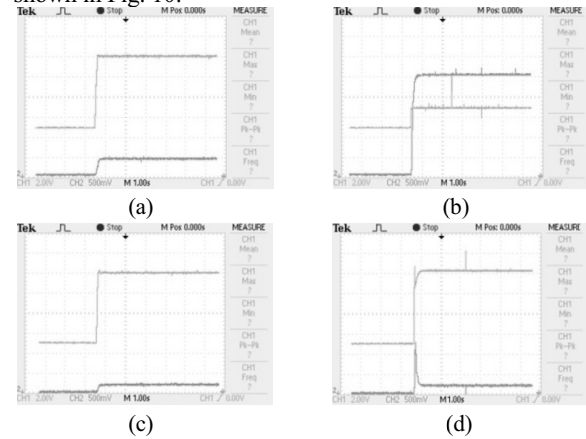 shown in Fig. 10.
Tek Stop M Pos: 0.000s MEASURE
CH1
Mean
?
CH1
Max
?
CH1
Min
?
CH1
Pk-Pk
?
CH1
Freq
?
CH1 2.00V CH2 500mV M 1.00s CH1 0.00V
(a)
Tek Stop M Pos: 0.000s MEASURE
CH1
Mean
?
CH1
Max
?
CH1
Min
?
CH1
Pk-Pk
?
CH1
Freq
?
CH1 2.00V CH2 500mV M 1.00s CH1 0.00V
(b)
Tek Stop M Pos: 0.000s MEASURE
CH1
Mean
?
CH1
Max
?
CH1
Min
?
CH1
Pk-Pk
?
CH1
Freq
?
CH1 2.00V CH2 500mV M 1.00s CH1 0.00V
(c)
Tek Stop M Pos: 0.000s MEASURE
CH1
Mean
?
CH1
Max
?
CH1
Min
?
CH1
Pk-Pk
?
CH1
Freq
?
CH1 2.00V CH2 500mV M 1.00s CH1 0.00V
(d)